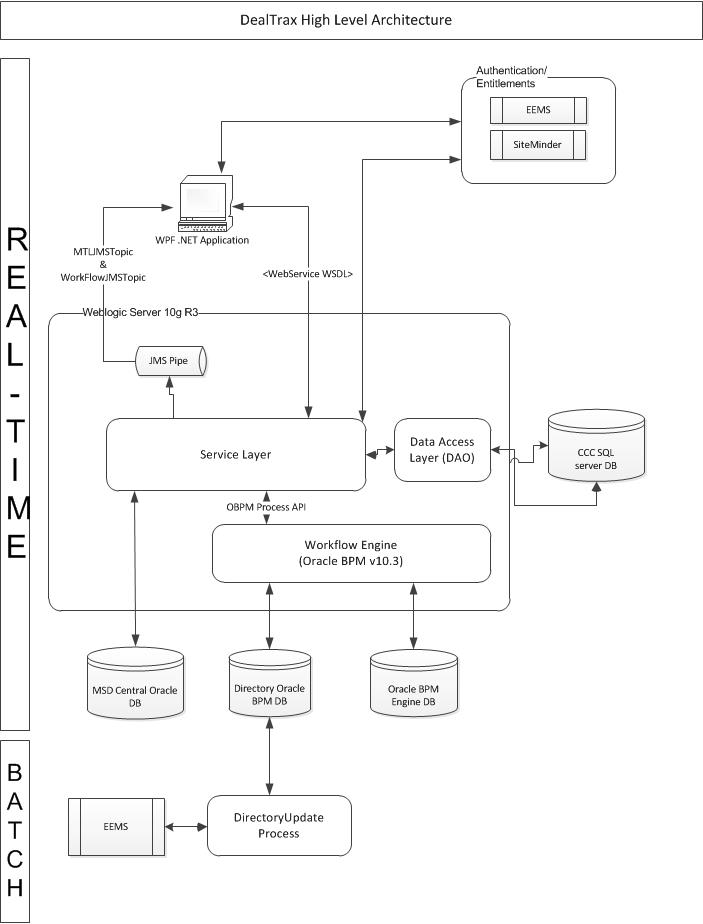 DealTrax High Level Architecture
REAL-TIME
Authentication/
Entitlements
EEMS
SiteMinder
WPF .NET Application
MTLJMSTopic
&
WorkFlowJMSTopic
<WebService WSDL>
Weblogic Server 10g R3
JMS Pipe
Service Layer
Data Access
Layer (DAO)
CCC SQL
server DB
OBPM Process API
Workflow Engine
(Oracle BPM v10.3)
MSD Central Oracle
DB
Directory Oracle
BPM DB
Oracle BPM
Engine DB
BATCH
EEMS
DirectoryUpdate
Process